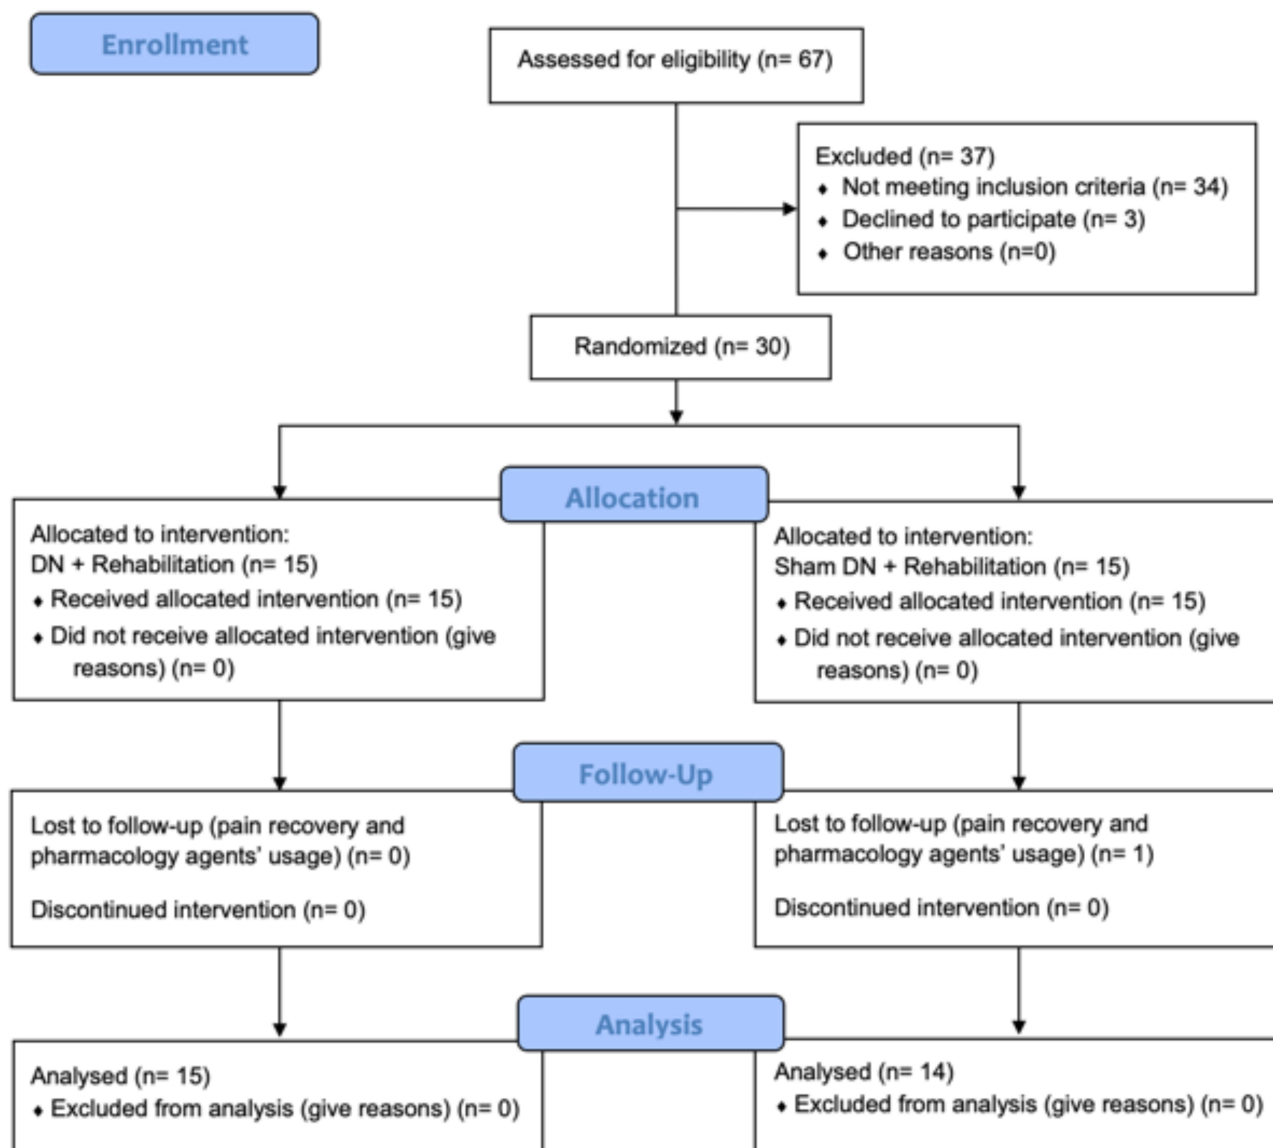 Enrollment
Assessed for eligibility (n= 67)
Excluded (n= 37)
♦ Not meeting inclusion criteria (n= 34)
♦ Declined to participate (n= 3)
♦ Other reasons (n=0)
Randomized (n= 30)
Allocation
Allocated to intervention:
DN + Rehabilitation (n= 15)
♦ Received allocated intervention (n= 15)
♦ Did not receive allocated intervention (give
reasons) (n= 0)
Allocated to intervention:
Sham DN + Rehabilitation (n= 15)
♦ Received allocated intervention (n= 15)
♦ Did not receive allocated intervention (give
reasons) (n= 0)
Follow-Up
Lost to follow-up (pain recovery and
pharmacology agents’ usage) (n= 0)
Discontinued intervention (n= 0)
Lost to follow-up (pain recovery and
pharmacology agents’ usage) (n= 1)
Discontinued intervention (n= 0)
Analysis
Analysed (n= 15)
♦ Excluded from analysis (give reasons) (n= 0)
Analysed (n= 14)
♦ Excluded from analysis (give reasons) (n= 0)